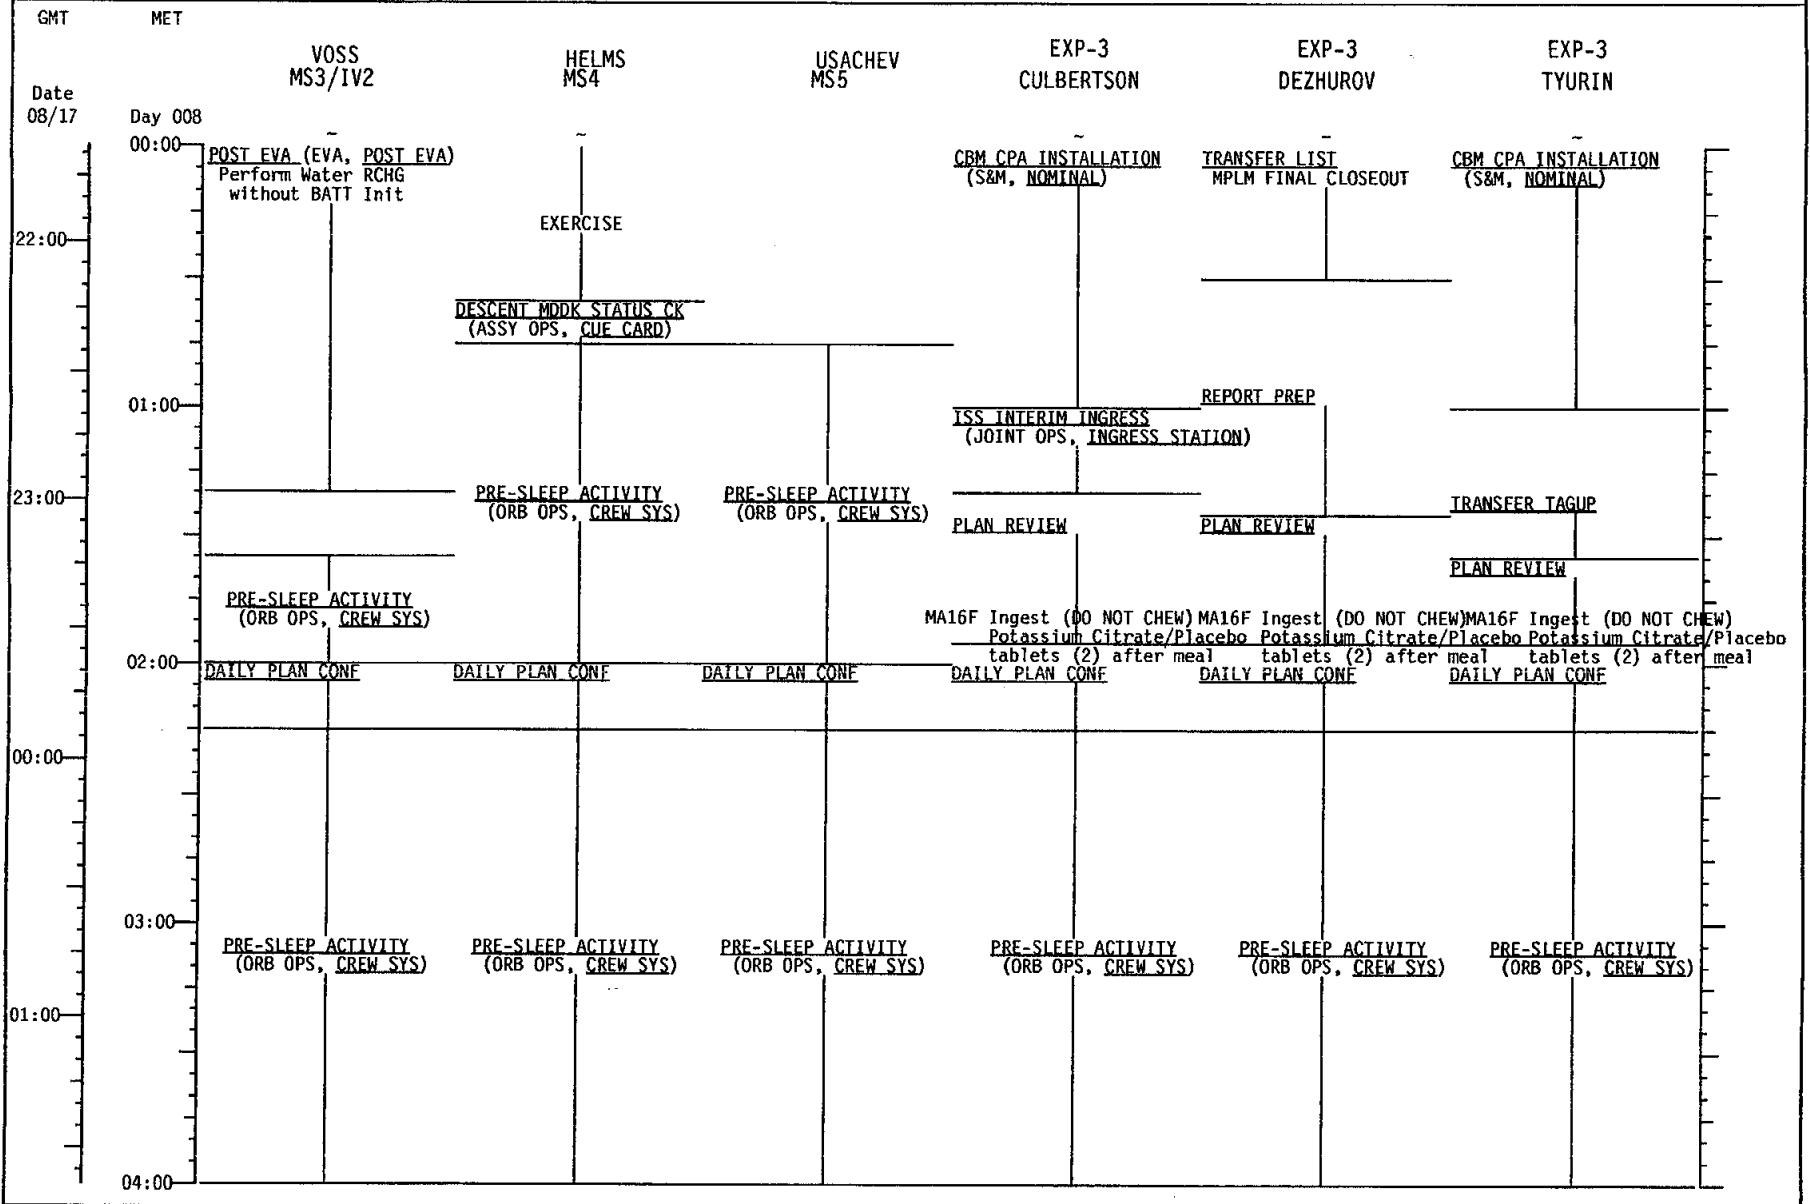 GMT
MET
VOSS
MS3/IV2
HELMS
MS4
USACHEV
MS5
EXP-3
CULBERTSON
EXP-3
DEZHUROV
EXP-3
TYURIN
Date
08/17
Day 008
00:00
22:00
01:00
23:00
02:00
00:00
03:00
01:00
04:00
POST EVA (EVA, POST EVA)
Perform Water RCHG
without BATT Init
PRE-SLEEP ACTIVITY
(ORB OPS, CREW SYS)
DAILY PLAN CONF
PRE-SLEEP ACTIVITY
(ORB OPS, CREW SYS)
EXERCISE
DESCENT MDDK STATUS CK
(ASSY OPS, CUE CARD)
PRE-SLEEP ACTIVITY
(ORB OPS, CREW SYS)
DAILY PLAN CONF
PRE-SLEEP ACTIVITY
(ORB OPS, CREW SYS)
PRE-SLEEP ACTIVITY
(ORB OPS, CREW SYS)
DAILY PLAN CONF
PRE-SLEEP ACTIVITY
(ORB OPS, CREW SYS)
CBM CPA INSTALLATION
(S&M, NOMINAL)
ISS INTERIM INGRESS
(JOINT OPS, INGRESS STATION)
PLAN REVIEW
MA16F Ingest (DO NOT CHEW)
Potassium Citrate/Placebo
tablets (2) after meal
DAILY PLAN CONF
PRE-SLEEP ACTIVITY
(ORB OPS, CREW SYS)
TRANSFER LIST
MPLM FINAL CLOSEOUT
REPORT PREP
PLAN REVIEW
MA16F Ingest (DO NOT CHEW)
Potassium Citrate/Placebo
tablets (2) after meal
DAILY PLAN CONF
PRE-SLEEP ACTIVITY
(ORB OPS, CREW SYS)
CBM CPA INSTALLATION
(S&M, NOMINAL)
TRANSFER TAGUP
PLAN REVIEW
MA16F Ingest (DO NOT CHEW)
Potassium Citrate/Placebo
tablets (2) after meal
DAILY PLAN CONF
PRE-SLEEP ACTIVITY
(ORB OPS, CREW SYS)